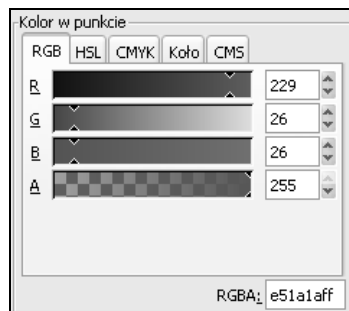 Kolor w punkcie
RGB HSL CMYK Koło CMS
R 229
G 26
B 26
A 255
RGBA: e51a1aff